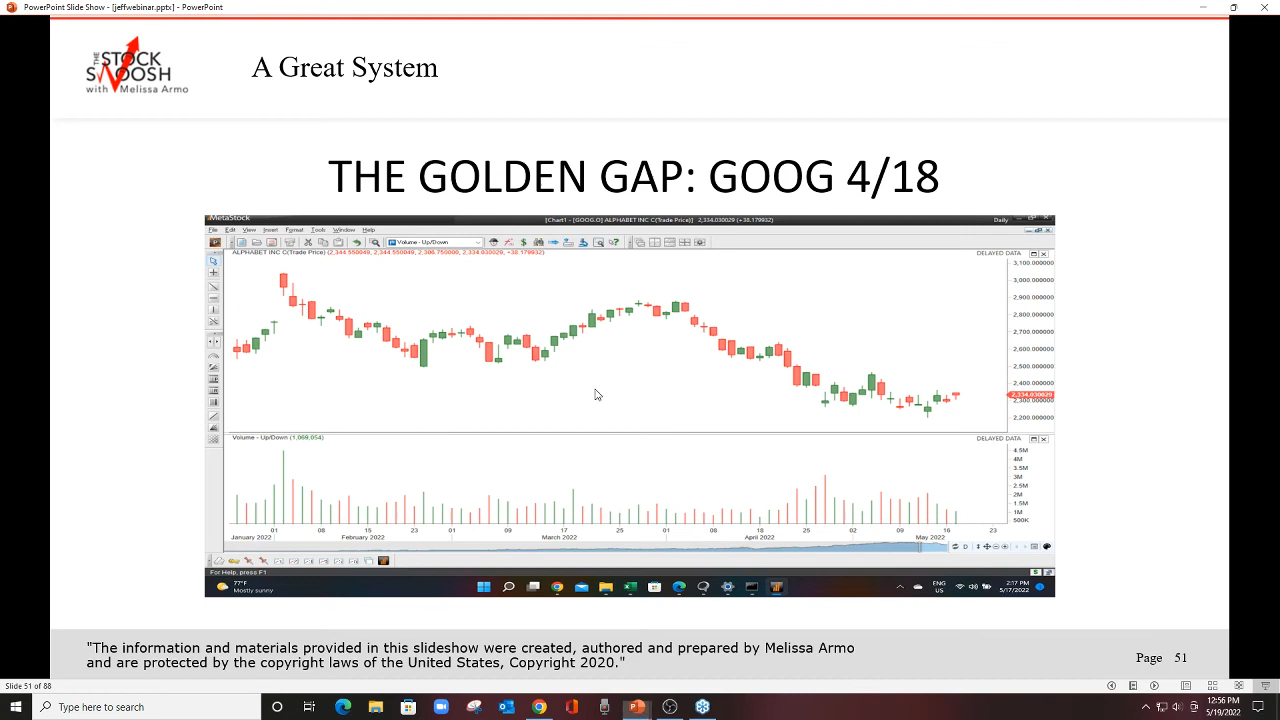 PowerPoint Slide Show - [jeffwebinar.pptx] - PowerPoint
THE
STOCK
SWOOSH
with Melissa Armo
A Great System
THE GOLDEN GAP: GOOG 4/18
MetaStock
[Chart1 - [GOOG.O] ALPHABET INC C(Trade Price)] 2,334.030029 (+38.179932)
Daily
File Edit View Insert Format Tools Window Help
Volume - Up/Down
ALPHABET INC C(Trade Price) (2,344.550049, 2,344.550049, 2,306.750000, 2,334.030029, +38.179932)
DELAYED DATA
3,100.000000
3,000.000000
2,900.000000
2,800.000000
2,700.000000
2,600.000000
2,500.000000
2,400.000000
2,334.030029
2,300.000000
2,200.000000
Volume - Up/Down (1,069,054)
DELAYED DATA
4.5M
4M
3.5M
3M
2.5M
2M
1.5M
1M
500K
01 08 15 23 01 09 17 25 01 08 18 25 02 09 16 23
January 2022 February 2022 March 2022 April 2022 May 2022
D
For Help, press F1
S
77°F
Mostly sunny
ENG
US
2:17 PM
5/17/2022
"The information and materials provided in this slideshow were created, authored and prepared by Melissa Armo
and are protected by the copyright laws of the United States, Copyright 2020."
Page 51
Slide 51 of 88
Type here to search
12:56 PM
5/19/2022